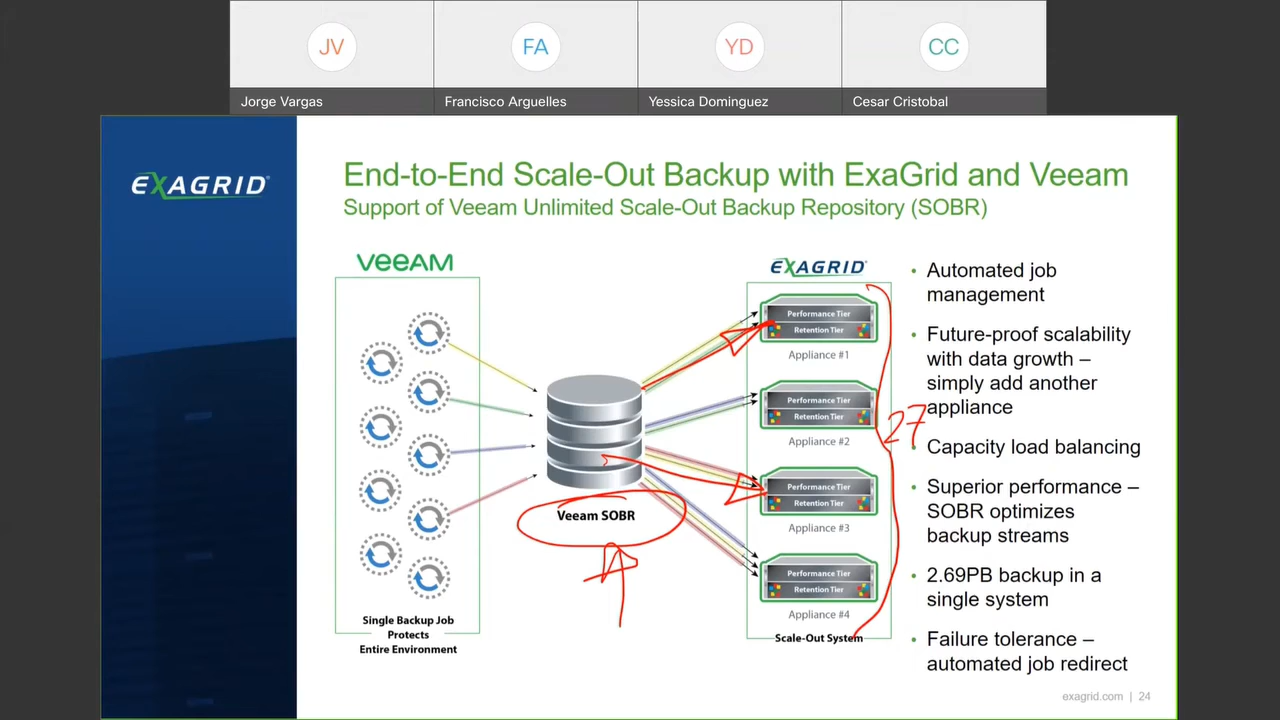 JV
FA
YD
CC
Jorge Vargas
Francisco Arguelles
Yessica Dominguez
Cesar Cristobal
EXAGRID®
End-to-End Scale-Out Backup with ExaGrid and Veeam
Support of Veeam Unlimited Scale-Out Backup Repository (SOBR)
VEEAM
Single Backup Job
Protects
Entire Environment
Veeam SOBR
EXAGRID®
Performance Tier
Retention Tier
Appliance #1
Performance Tier
Retention Tier
Appliance #2
Performance Tier
Retention Tier
Appliance #3
Performance Tier
Retention Tier
Appliance #4
Scale-Out System
27
• Automated job
management
• Future-proof scalability
with data growth –
simply add another
appliance
• Capacity load balancing
• Superior performance –
SOBR optimizes
backup streams
• 2.69PB backup in a
single system
• Failure tolerance –
automated job redirect
exagrid.com | 24